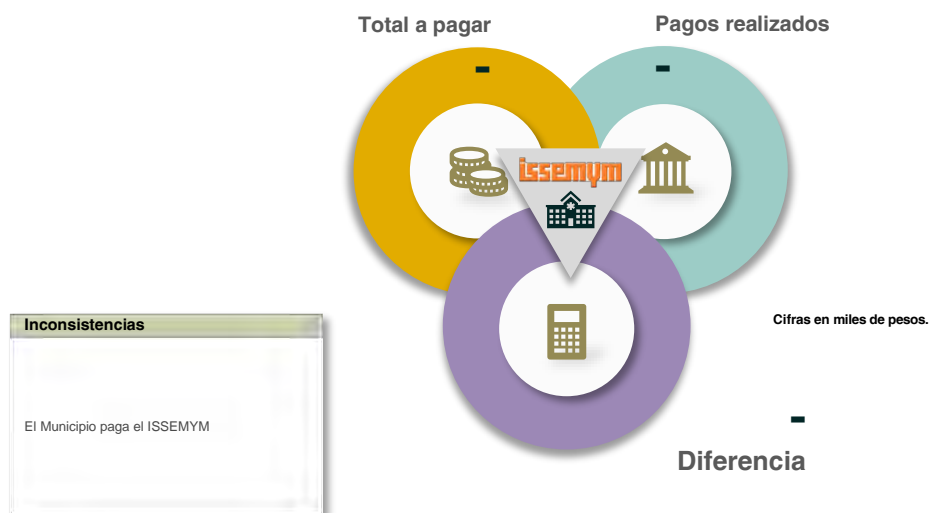 Total a pagar
Pagos realizados
-
-
issemym
Cifras en miles de pesos.
Inconsistencias
El Municipio paga el ISSEMYM
-
Diferencia